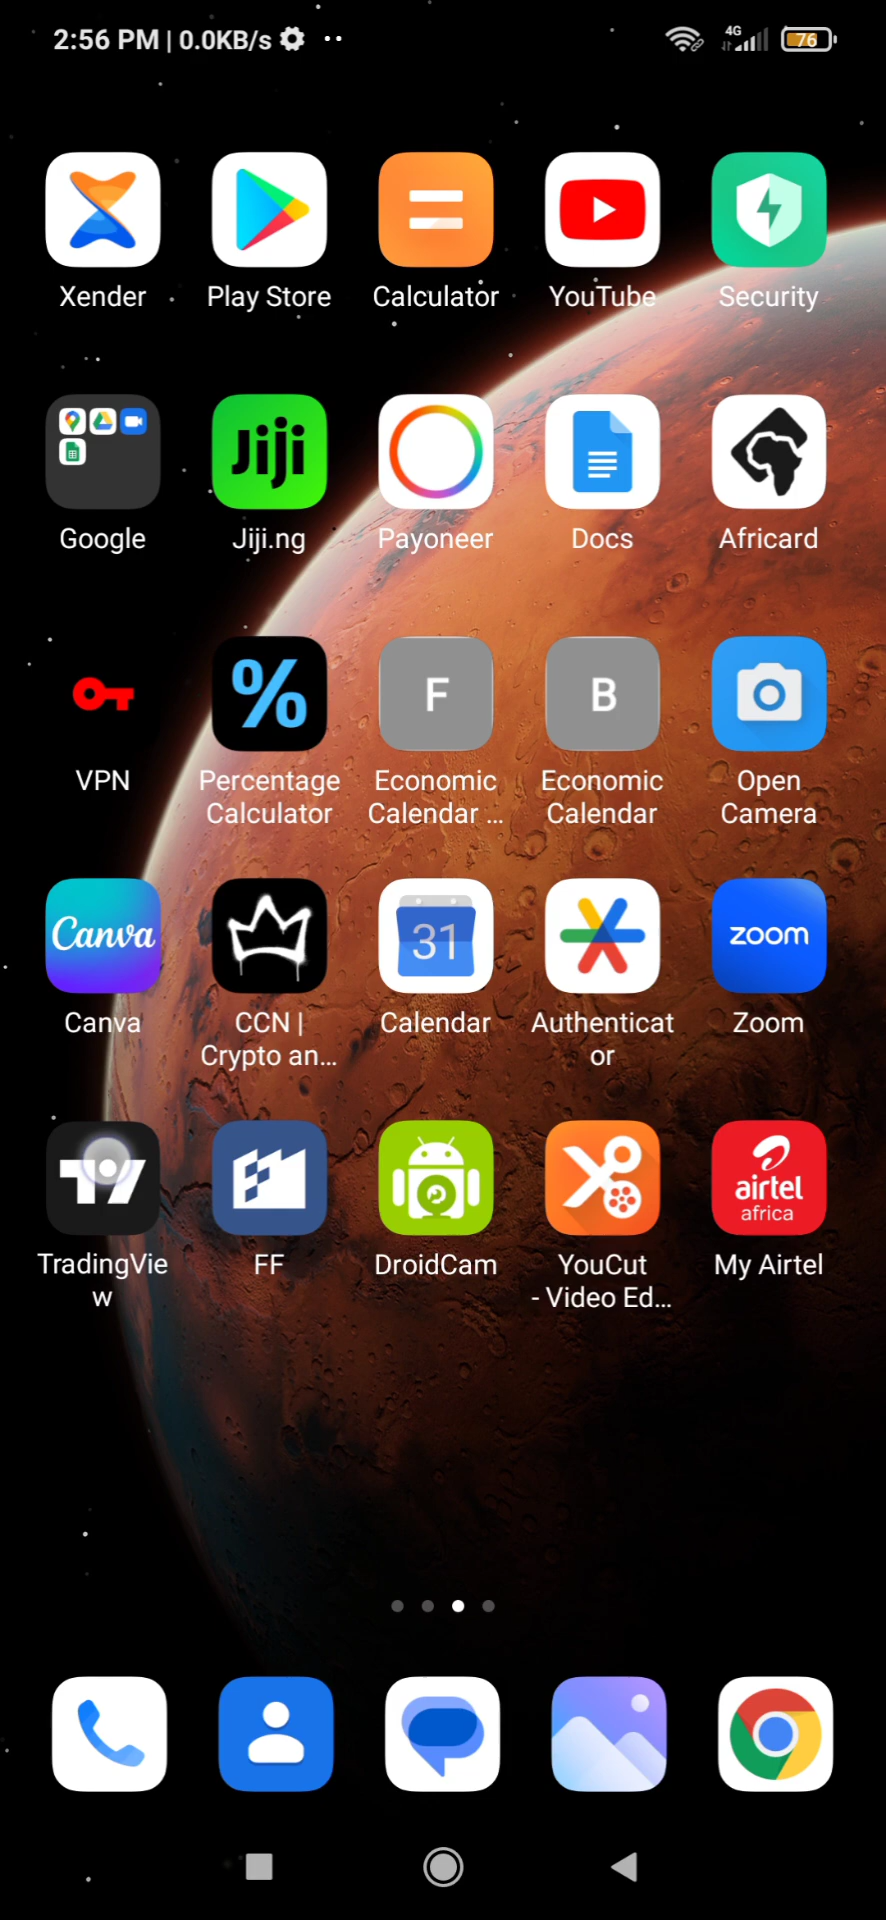 2:56 PM | 0.0KB/s
4G
76
Xender
Play Store
Calculator
YouTube
Security
Jiji
Google
Jiji.ng
Payoneer
Docs
Africard
%
F
B
VPN
Percentage
Calculator
Economic
Calendar ...
Economic
Calendar
Open
Camera
Canva
31
zoom
Canva
CCN |
Crypto an...
Calendar
Authenticat
or
Zoom
airtel
africa
TradingVie
w
FF
DroidCam
YouCut
- Video Ed...
My Airtel